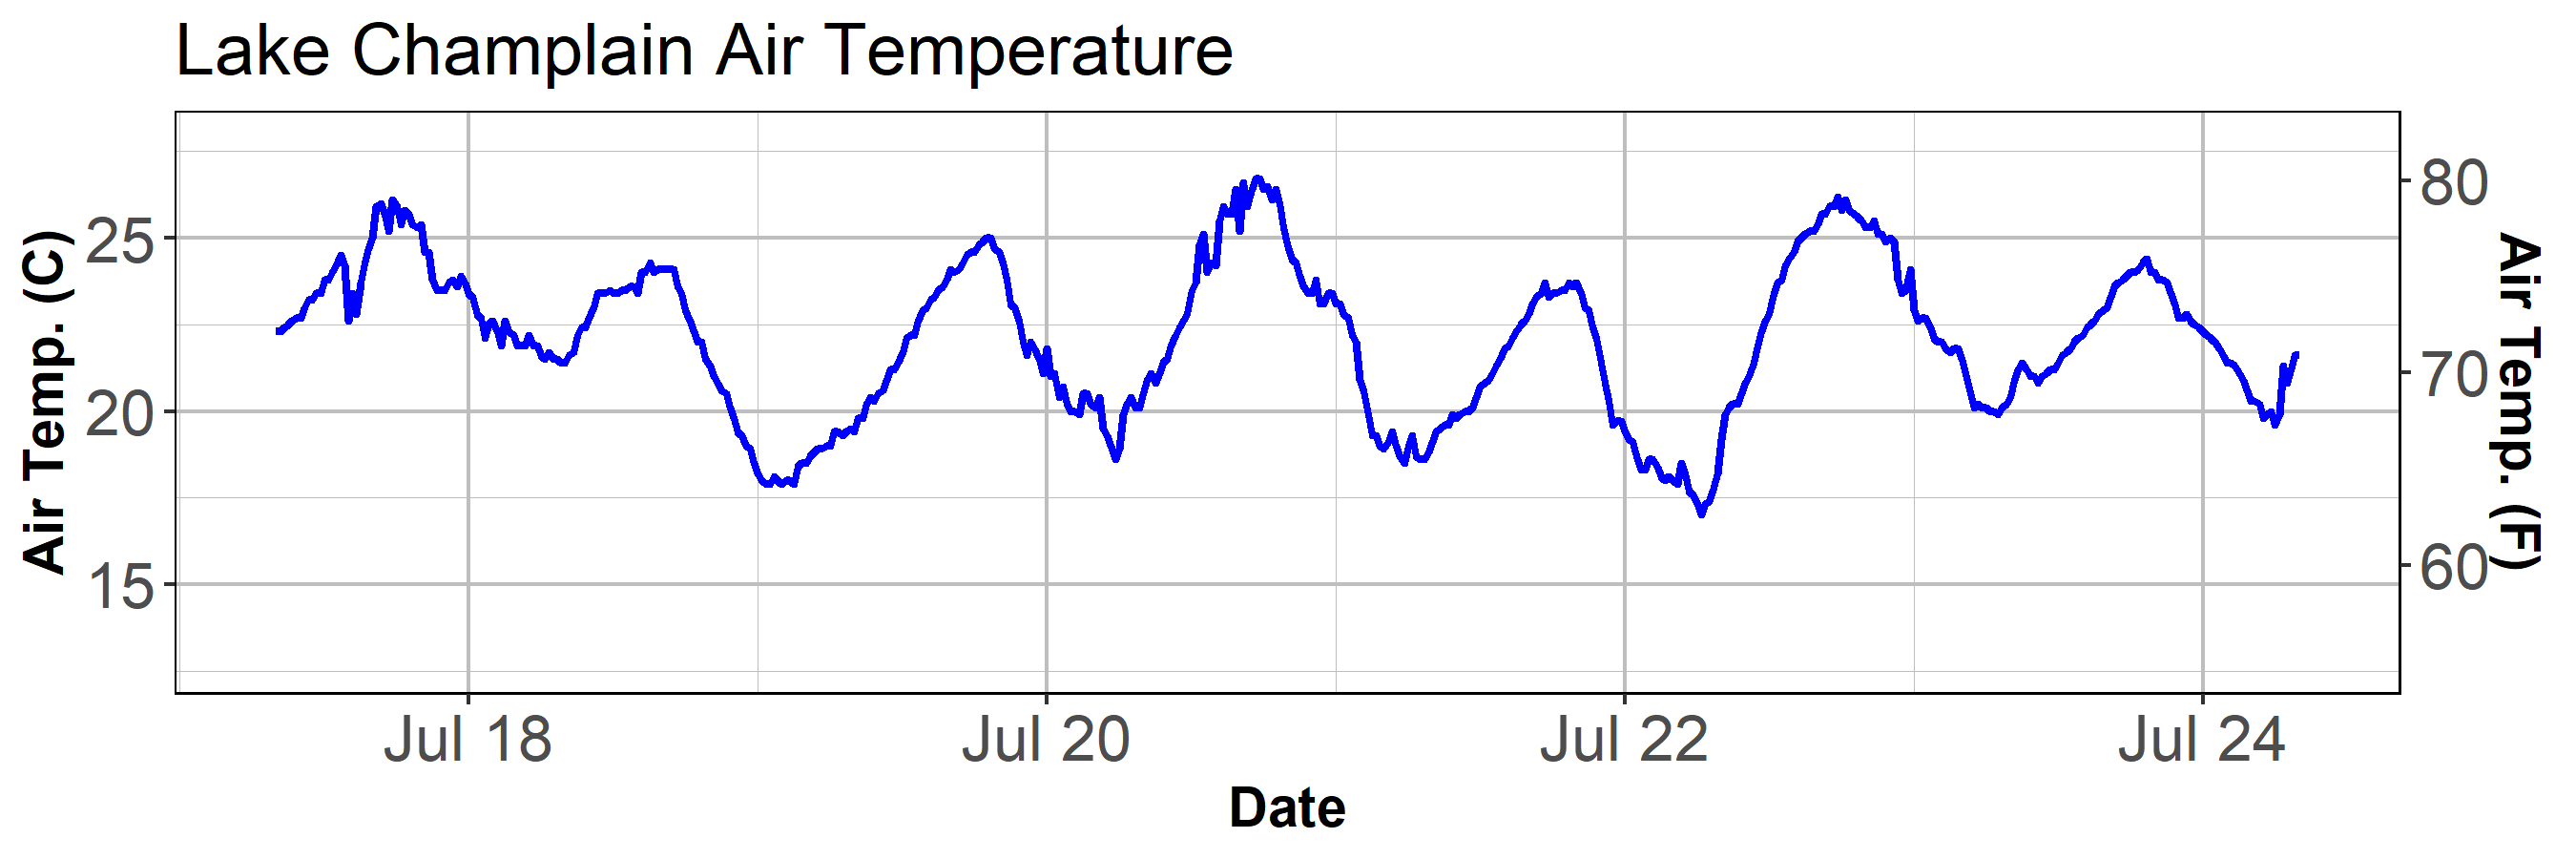 Lake Champlain Air Temperature
Air Temp. (C)
25
20
15
80
70
60
Air Temp. (F)
Jul 18
Jul 20
Jul 22
Jul 24
Date